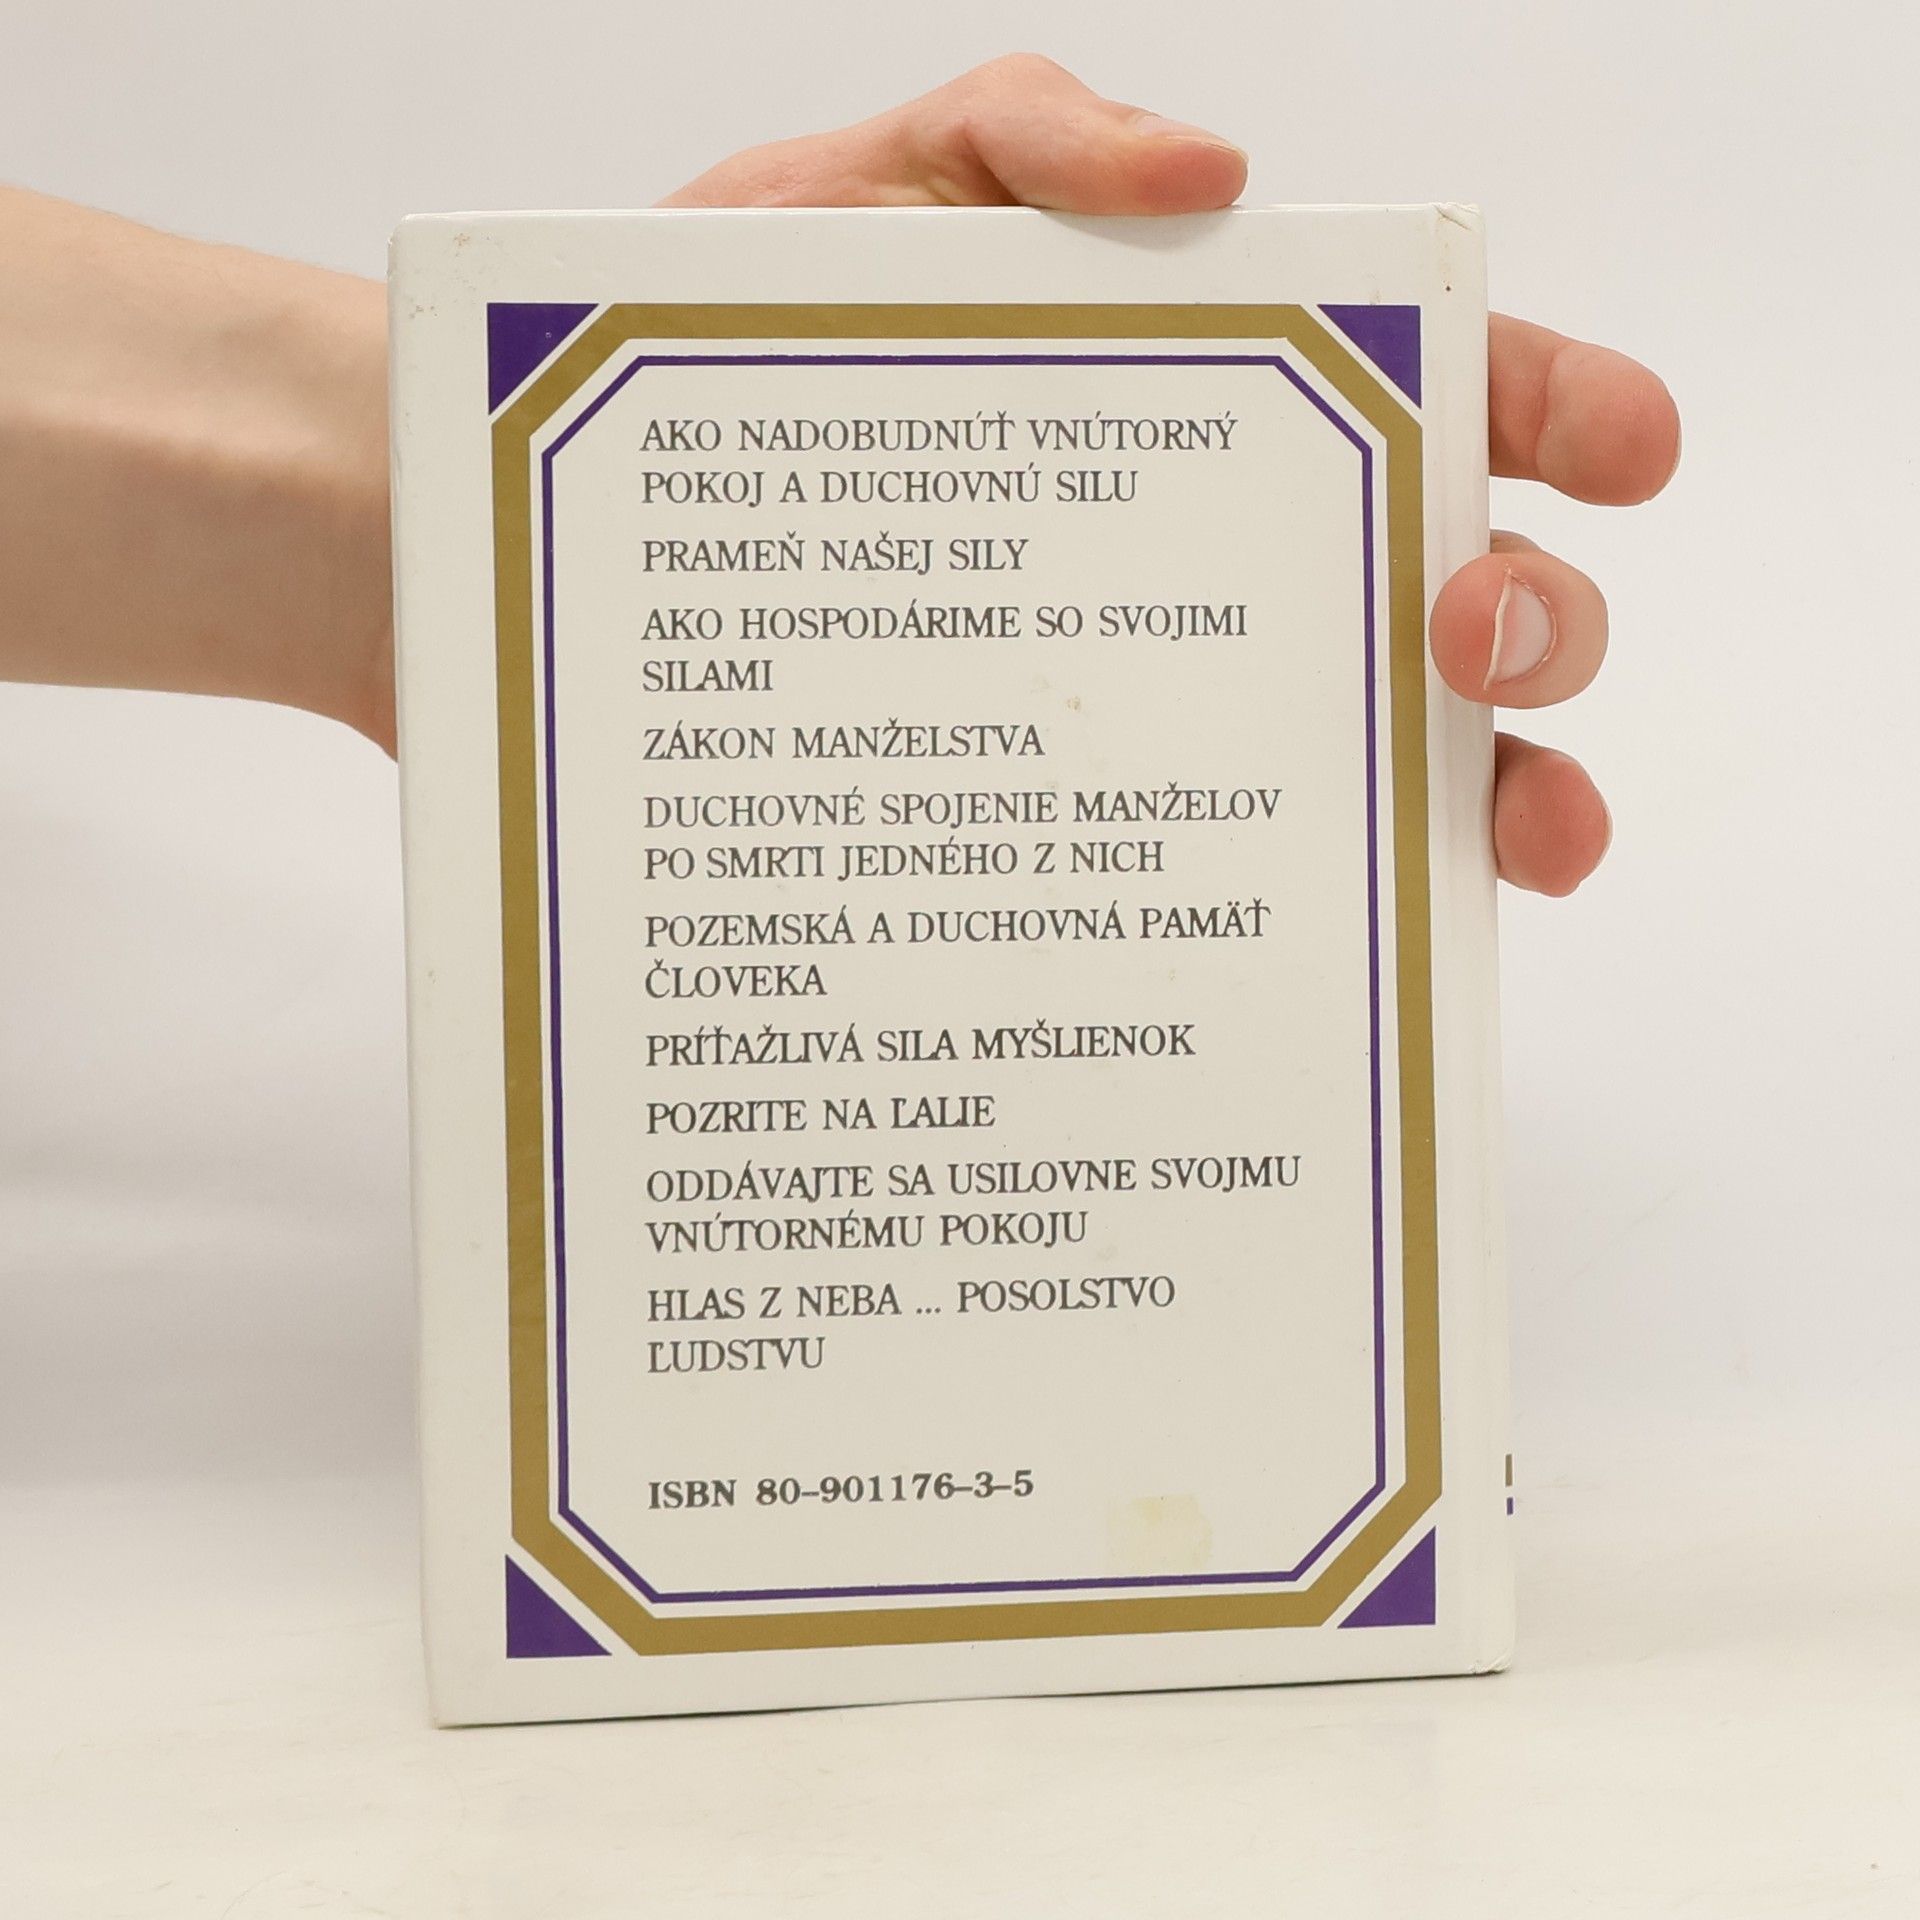 AKO NADOBUDNÚŤ VNÚTORNÝ
POKOJ A DUCHOVNÚ SILU
PRAMEŇ NAŠEJ SILY
AKO HOSPODÁRIME SO SVOJIMI
SILAMI
ZÁKON MANŽELSTVA
DUCHOVNÉ SPOJENIE MANŽELOV
PO SMRTI JEDNÉHO Z NICH
POZEMSKÁ A DUCHOVNÁ PAMÄŤ
ČLOVEKA
PRÍŤAŽLIVÁ SILA MYŠLIENOK
POZRITE NA ĽALIE
ODDÁVAJTE SA USILOVNE SVOJMU
VNÚTORNÉMU POKOJU
HLAS Z NEBA ... POSOLSTVO
ĽUDSTVU
ISBN 80–901176–3–5